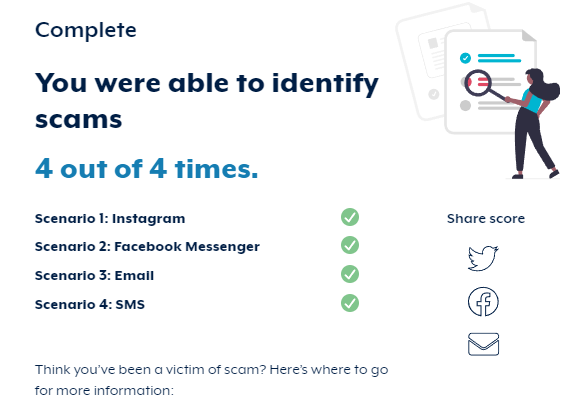 Complete
You were able to identify
scams
4 out of 4 times.
Scenario 1: Instagram
Scenario 2: Facebook Messenger
Scenario 3: Email
Scenario 4: SMS
Share score
Think you've been a victim of scam? Here's where to go
for more information: